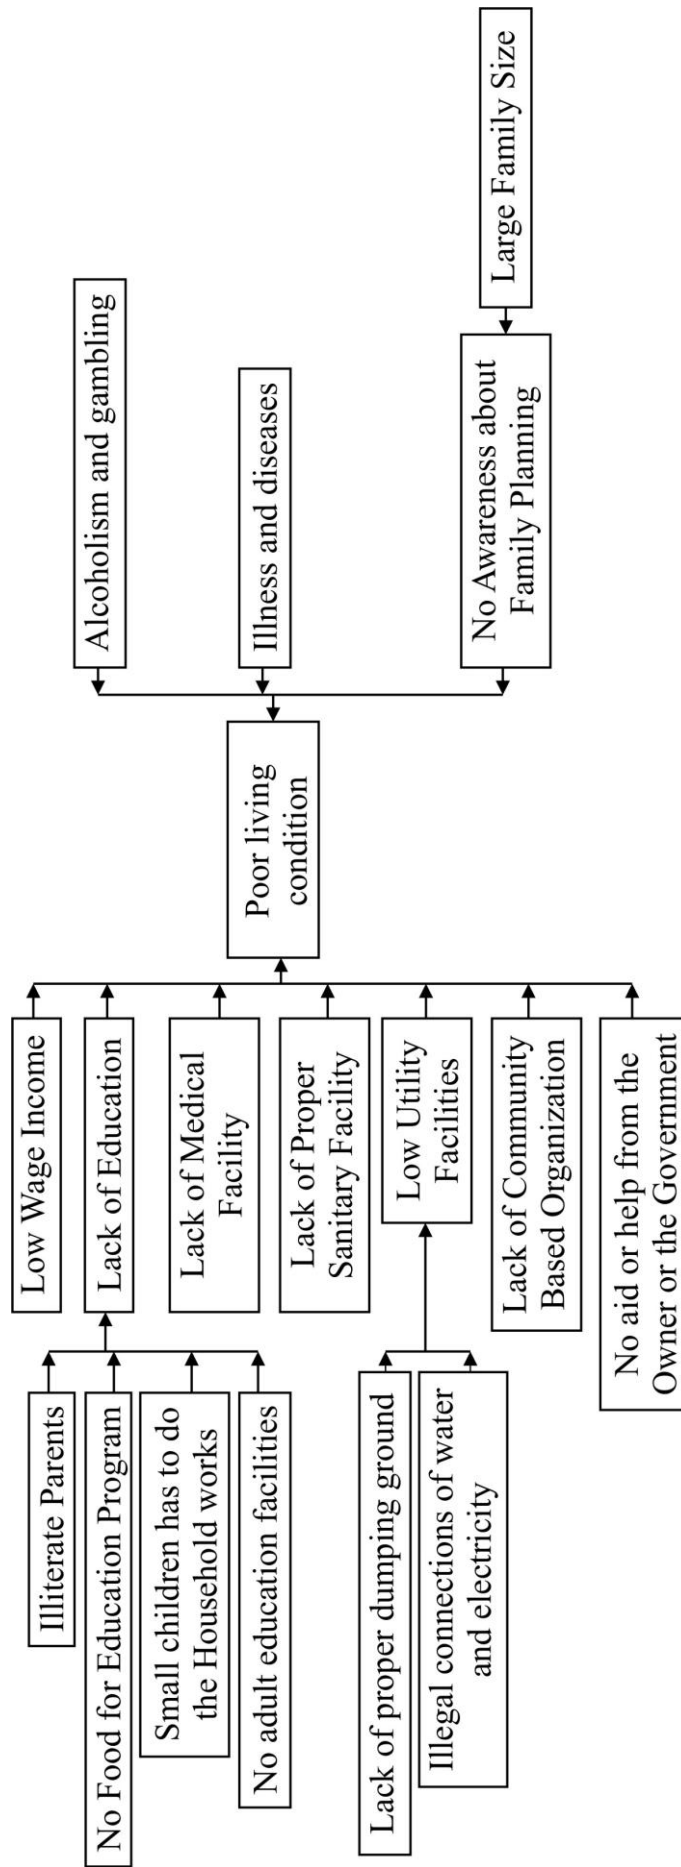 Illiterate Parents
No Food for Education Program
Small children has to do
the Household works
No adult education facilities
Lack of proper dumping ground
Illegal connections of water
and electricity
Low Wage Income
Lack of Education
Lack of Medical
Facility
Lack of Proper
Sanitary Facility
Low Utility
Facilities
Lack of Community
Based Organization
No aid or help from the
Owner or the Government
Poor living
condition
Alcoholism and gambling
Illness and diseases
No Awareness about
Family Planning
Large Family Size